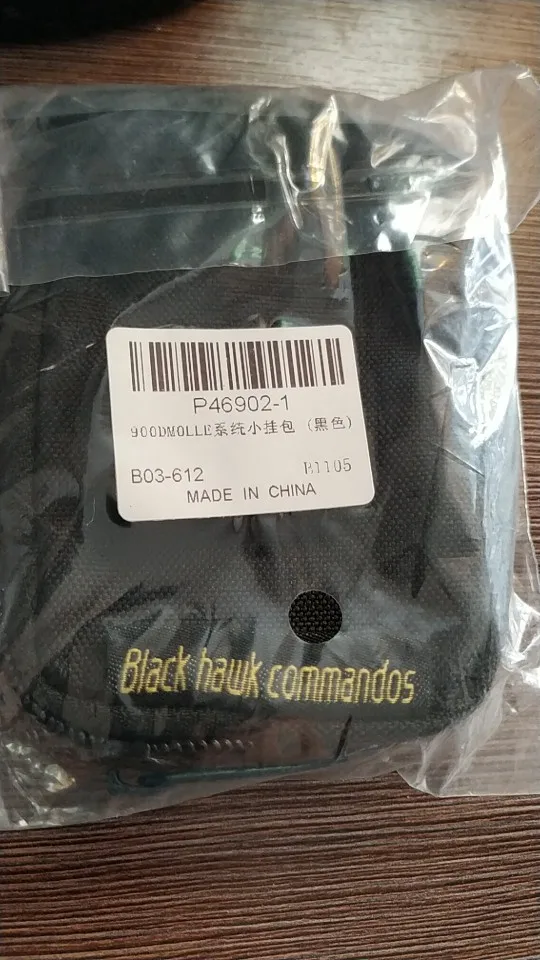 P46902-1
900DMOLLE系统小挂包 (黑色)
B03-612 B1105
MADE IN CHINA
Black hawk commandos